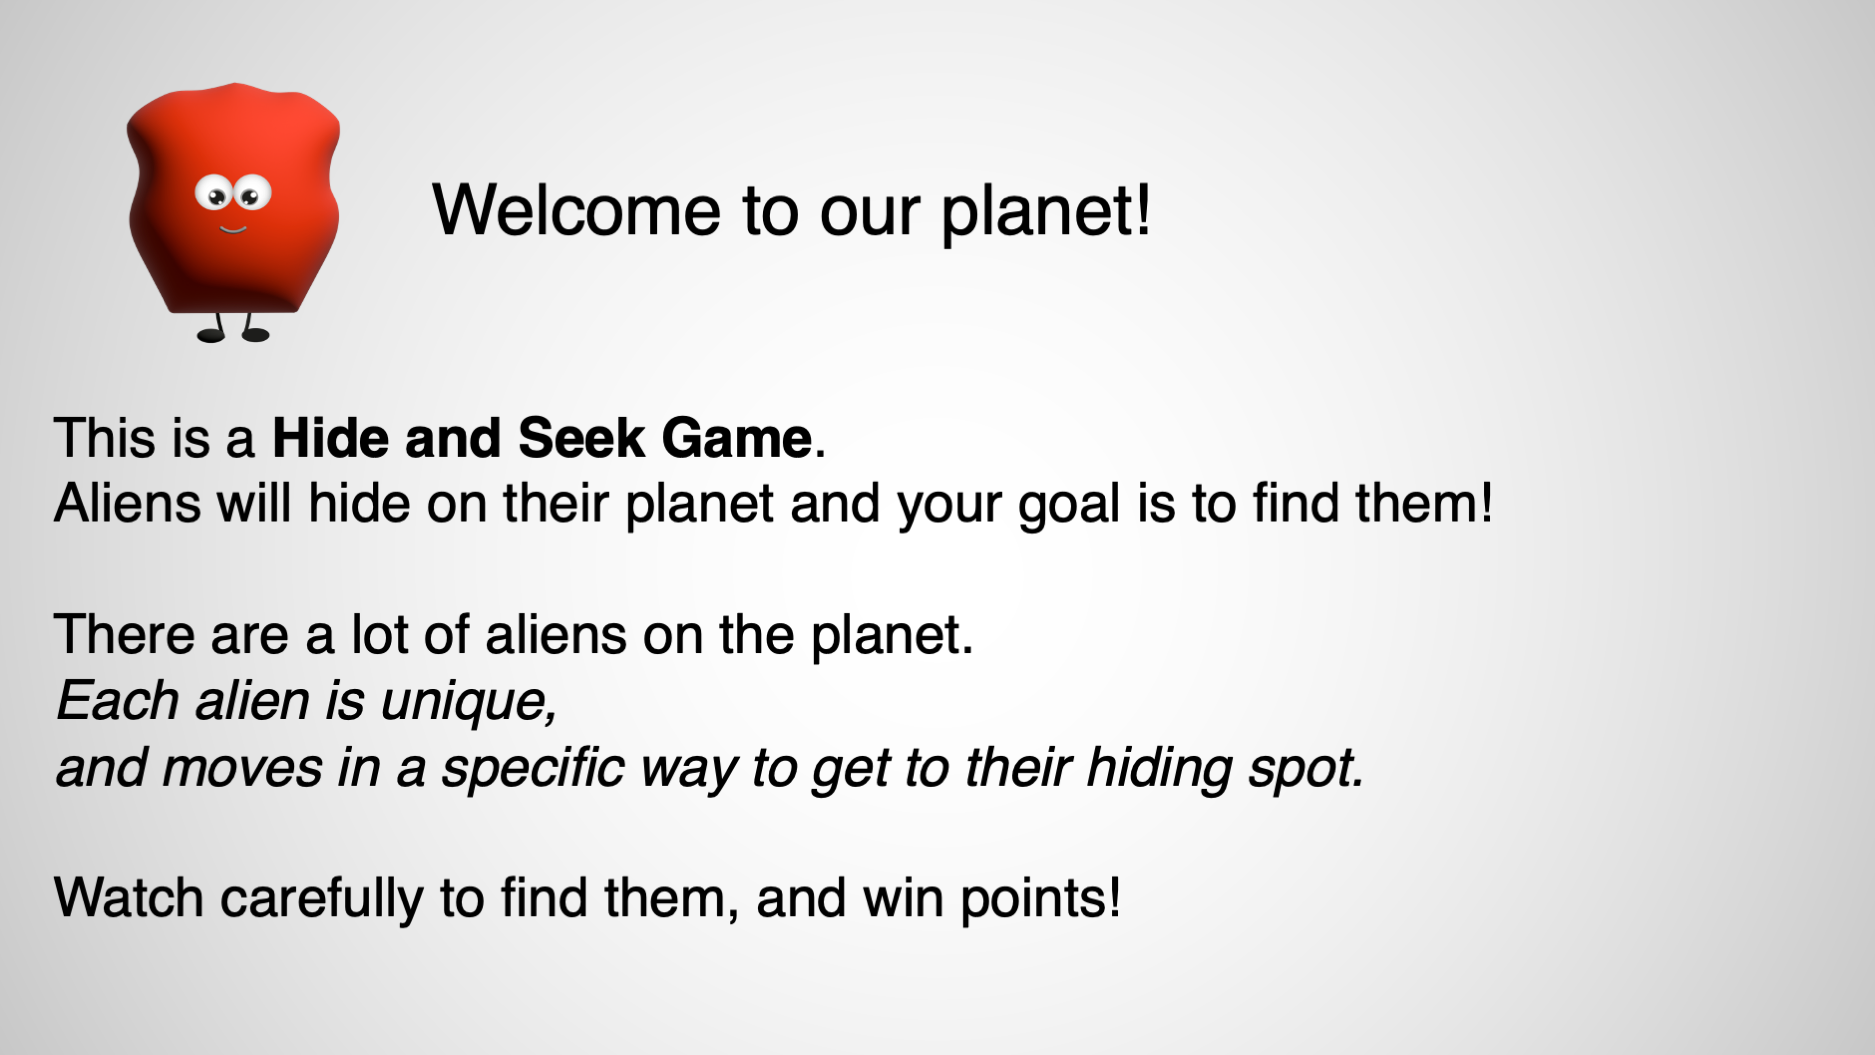 Welcome to our planet!
This is a Hide and Seek Game.
Aliens will hide on their planet and your goal is to find them!
There are a lot of aliens on the planet.
Each alien is unique,
and moves in a specific way to get to their hiding spot.
Watch carefully to find them, and win points!